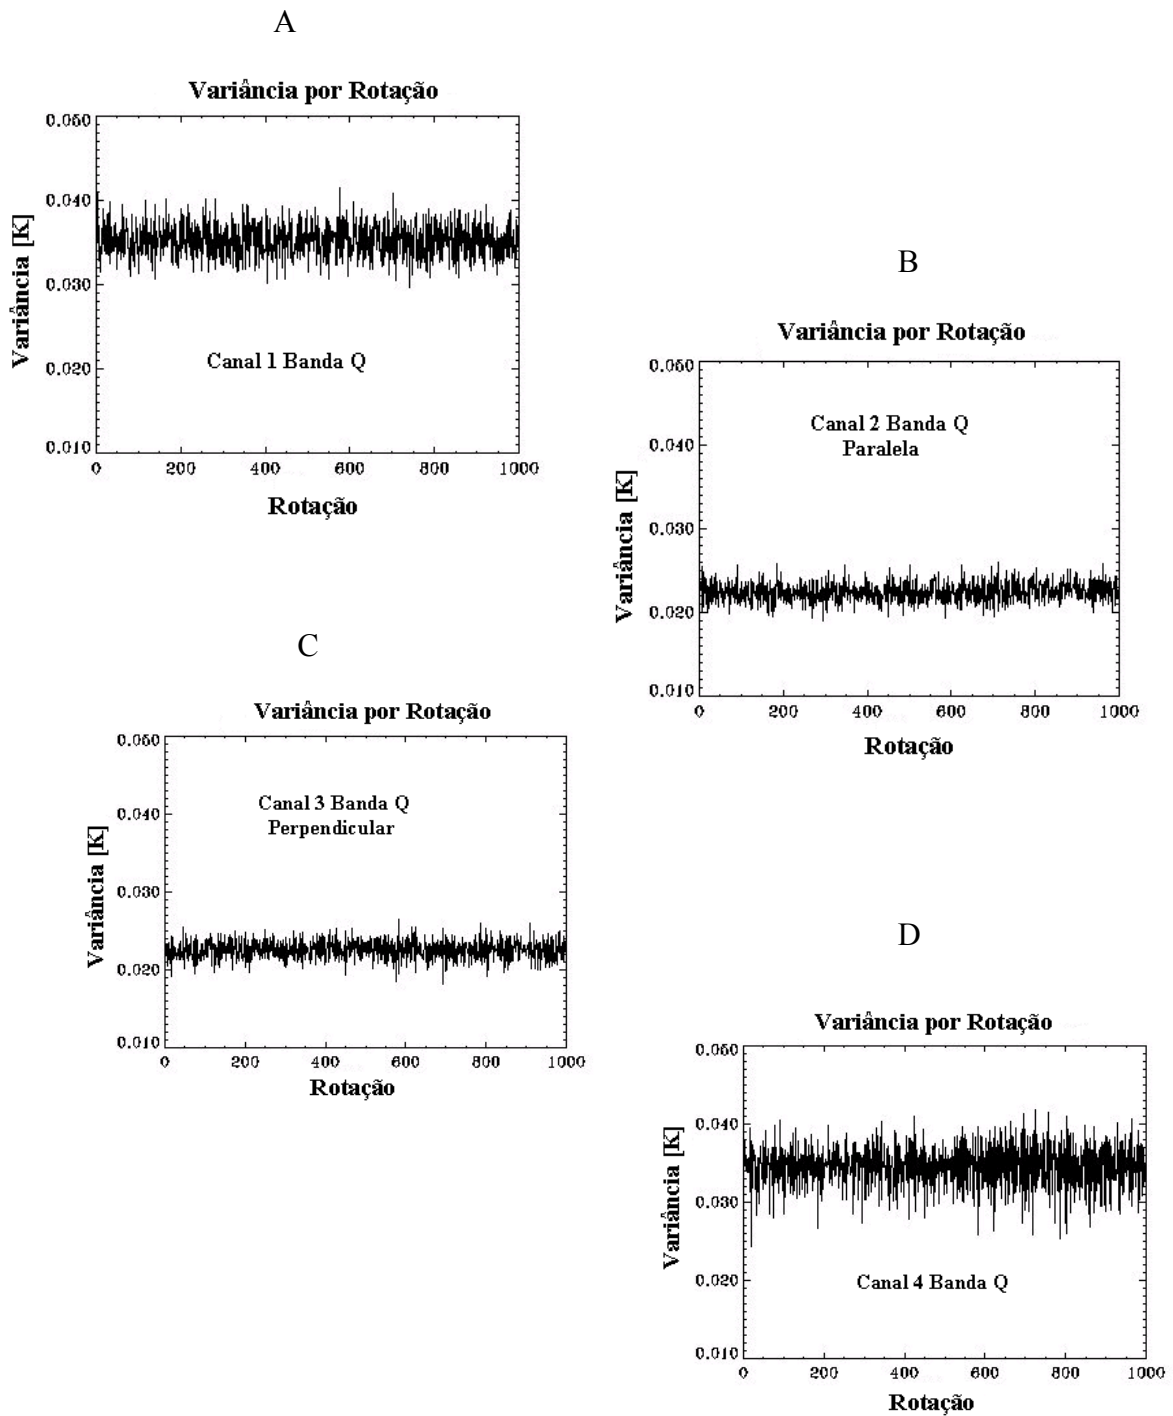 A
Variância por Rotação
0.050
0.040
0.030
0.020
0.010
Variância [K]
Canal 1 Banda Q
0 200 400 600 800 1000
Rotação
B
Variância por Rotação
0.050
0.040
0.030
0.020
0.010
Variância [K]
Canal 2 Banda Q
Paralela
0 200 400 600 800 1000
Rotação
C
Variância por Rotação
0.050
0.040
0.030
0.020
0.010
Variância [K]
Canal 3 Banda Q
Perpendicular
0 200 400 600 800 1000
Rotação
D
Variância por Rotação
0.050
0.040
0.030
0.020
0.010
Variância [K]
Canal 4 Banda Q
0 200 400 600 800 1000
Rotação